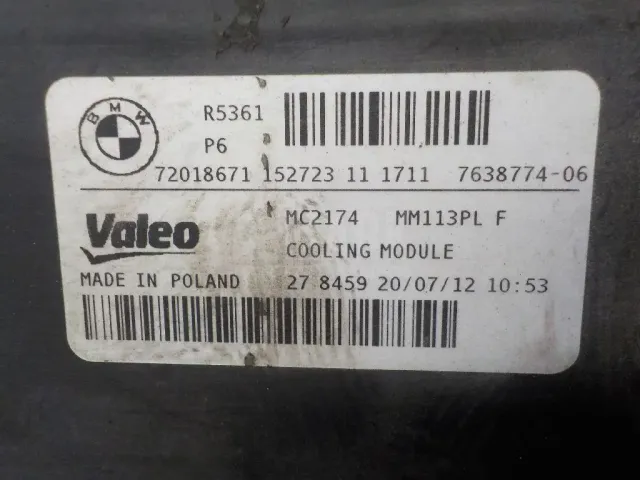 BMW
R5361
P6
72018671 152723 11 1711 7638774-06
Valeo
MC2174 MM113PL F
COOLING MODULE
MADE IN POLAND 27 8459 20/07/12 10:53